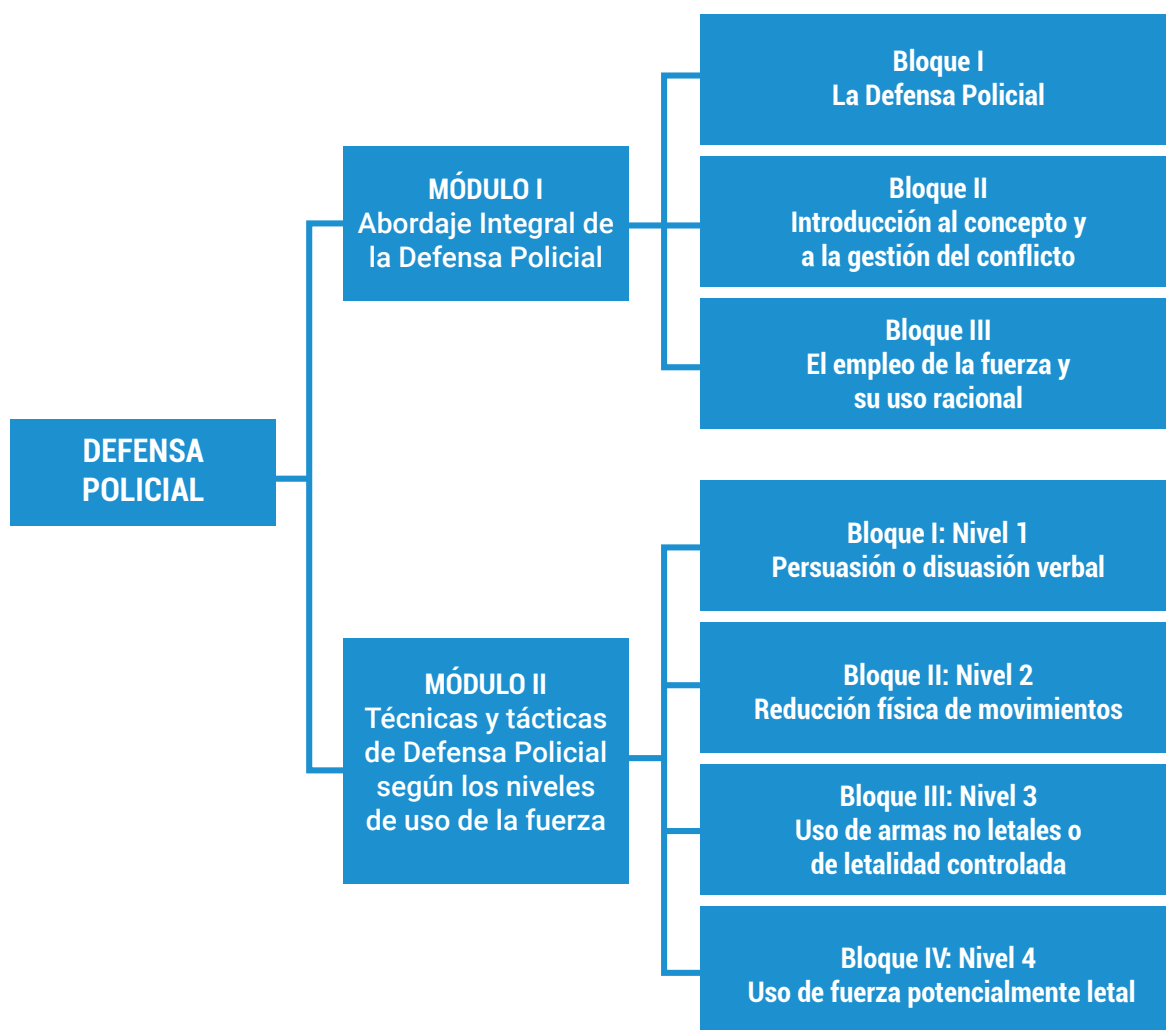 DEFENSA
POLICIAL
MÓDULO I
Abordaje Integral de
la Defensa Policial
Bloque I
La Defensa Policial
Bloque II
Introducción al concepto y
a la gestión del conflicto
Bloque III
El empleo de la fuerza y
su uso racional
MÓDULO II
Técnicas y tácticas
de Defensa Policial
según los niveles
de uso de la fuerza
Bloque I: Nivel 1
Persuasión o disuasión verbal
Bloque II: Nivel 2
Reducción física de movimientos
Bloque III: Nivel 3
Uso de armas no letales o
de letalidad controlada
Bloque IV: Nivel 4
Uso de fuerza potencialmente letal